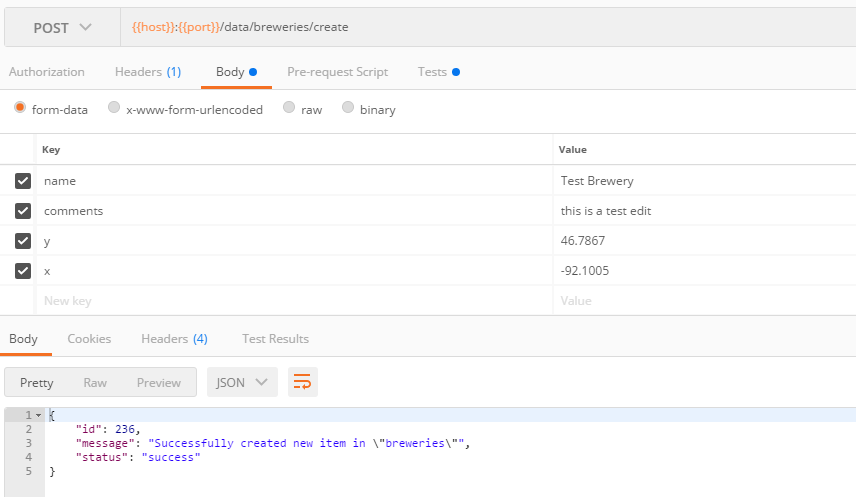 POST {{host}}:{{port}}/data/breweries/create
Authorization Headers (1) Body Pre-request Script Tests
form-data x-www-form-urlencoded raw binary
Key Value
name Test Brewery
comments this is a test edit
y 46.7867
x -92.1005
New key Value
Body Cookies Headers (4) Test Results
Pretty Raw Preview JSON
1 {
2 "id": 236,
3 "message": "Successfully created new item in \"breweries\"",
4 "status": "success"
5 }